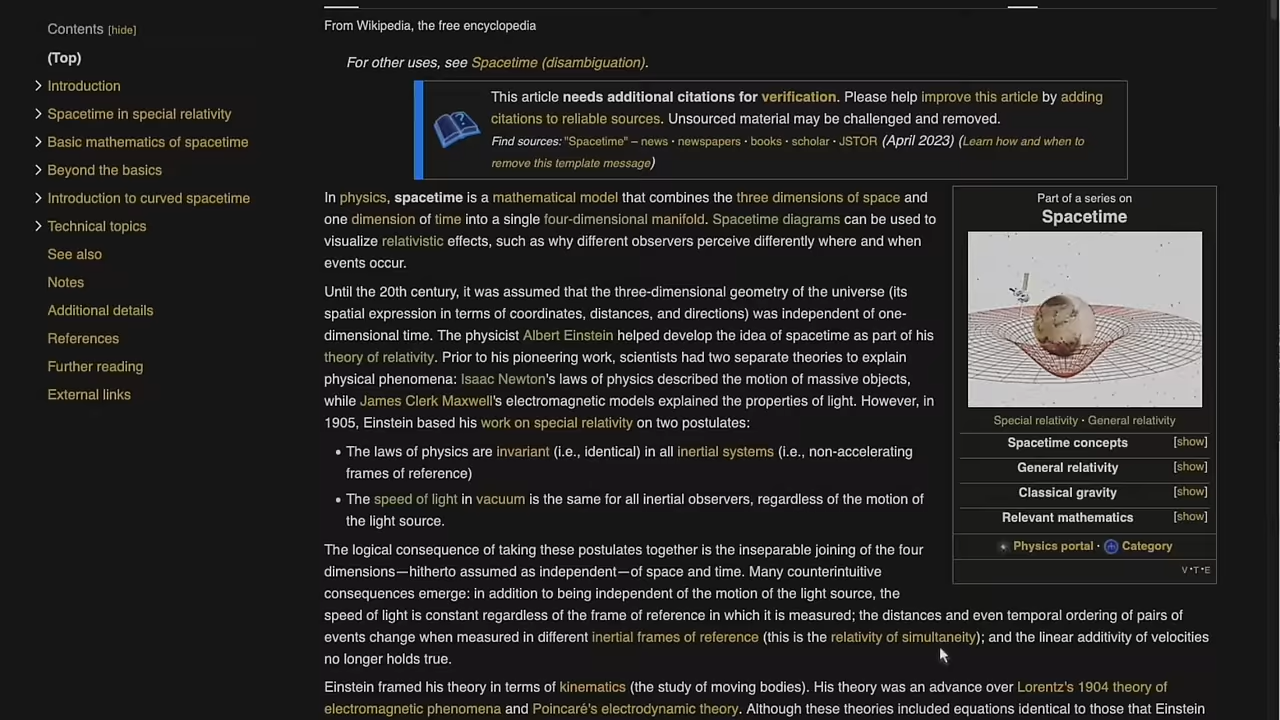 Contents [hide]
(Top)
Introduction
Spacetime in special relativity
Basic mathematics of spacetime
Beyond the basics
Introduction to curved spacetime
Technical topics
See also
Notes
Additional details
References
Further reading
External links
From Wikipedia, the free encyclopedia
For other uses, see Spacetime (disambiguation).
This article needs additional citations for verification. Please help improve this article by adding
citations to reliable sources. Unsourced material may be challenged and removed.
Find sources: "Spacetime" – news · newspapers · books · scholar · JSTOR (April 2023) (Learn how and when to
remove this template message)
In physics, spacetime is a mathematical model that combines the three dimensions of space and
one dimension of time into a single four-dimensional manifold. Spacetime diagrams can be used to
visualize relativistic effects, such as why different observers perceive differently where and when
events occur.
Until the 20th century, it was assumed that the three-dimensional geometry of the universe (its
spatial expression in terms of coordinates, distances, and directions) was independent of one-
dimensional time. The physicist Albert Einstein helped develop the idea of spacetime as part of his
theory of relativity. Prior to his pioneering work, scientists had two separate theories to explain
physical phenomena: Isaac Newton's laws of physics described the motion of massive objects,
while James Clerk Maxwell's electromagnetic models explained the properties of light. However, in
1905, Einstein based his work on special relativity on two postulates:
• The laws of physics are invariant (i.e., identical) in all inertial systems (i.e., non-accelerating
frames of reference)
• The speed of light in vacuum is the same for all inertial observers, regardless of the motion of
the light source.
The logical consequence of taking these postulates together is the inseparable joining of the four
dimensions—hitherto assumed as independent—of space and time. Many counterintuitive
consequences emerge: in addition to being independent of the motion of the light source, the
speed of light is constant regardless of the frame of reference in which it is measured; the distances and even temporal ordering of pairs of
events change when measured in different inertial frames of reference (this is the relativity of simultaneity); and the linear additivity of velocities
no longer holds true.
Einstein framed his theory in terms of kinematics (the study of moving bodies). His theory was an advance over Lorentz's 1904 theory of
electromagnetic phenomena and Poincaré's electrodynamic theory. Although these theories included equations identical to those that Einstein
Part of a series on
Spacetime
Special relativity · General relativity
Spacetime concepts [show]
General relativity [show]
Classical gravity [show]
Relevant mathematics [show]
Physics portal · Category
V·T·E